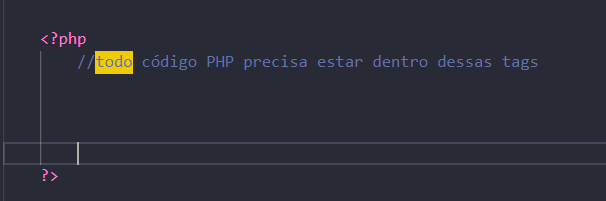 <?php
//todo código PHP precisa estar dentro dessas tags
?>